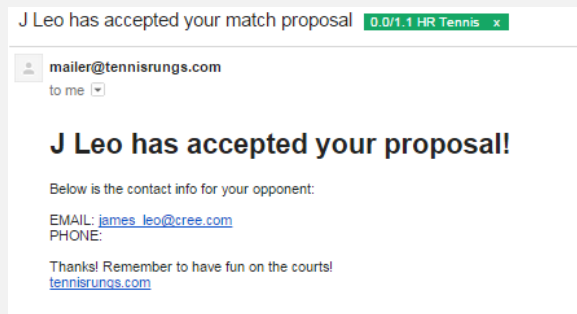 J Leo has accepted your match proposal 0.0/1.1 HR Tennis x
mailer@tennisrungs.com
to me
J Leo has accepted your proposal!
Below is the contact info for your opponent:
EMAIL: james_leo@cree.com
PHONE:
Thanks! Remember to have fun on the courts!
tennisrungs.com